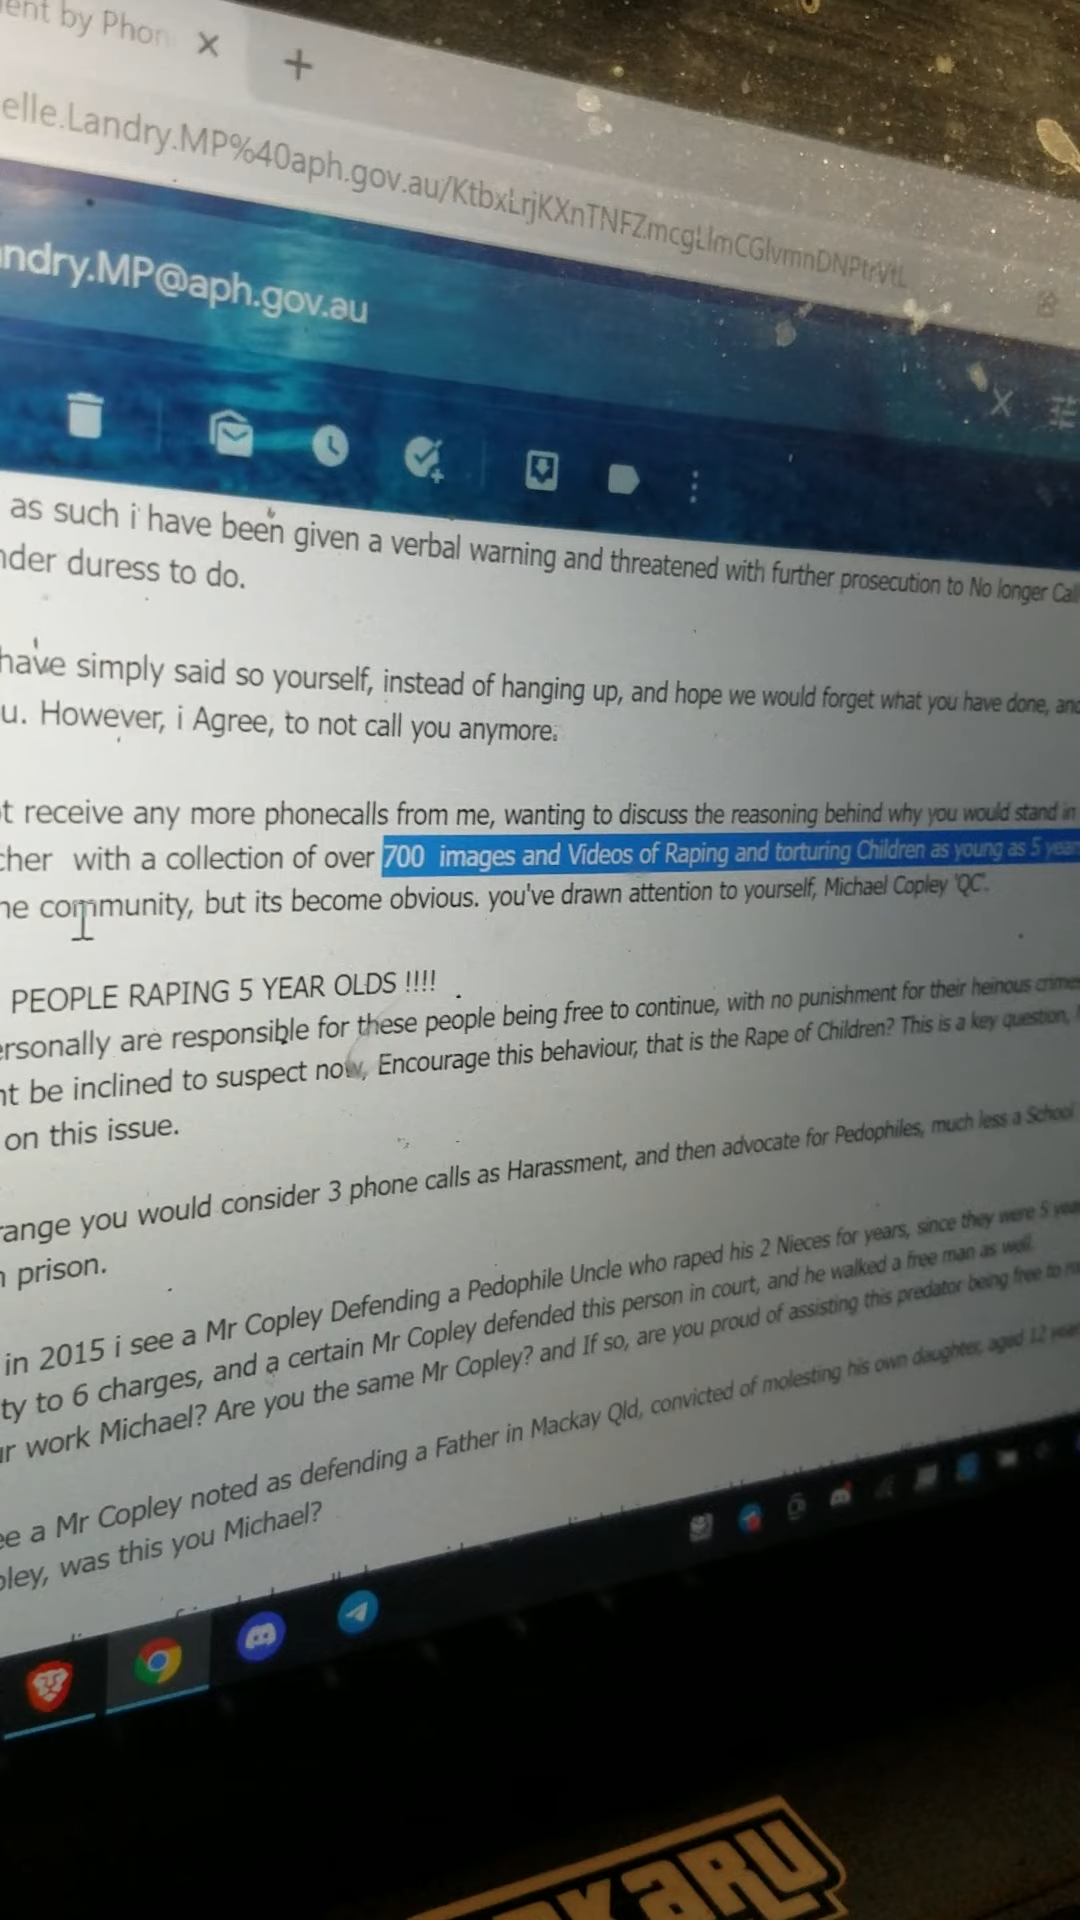 ent by Phon
elle.Landry.MP%40aph.gov.au/KtbxLrjKXnTNFZmcgLlmCGlvmnDNPtrVtL
ndry.MP@aph.gov.au
as such i have been given a verbal warning and threatened with further prosecution to No longer Call
nder duress to do.
have simply said so yourself, instead of hanging up, and hope we would forget what you have done, and
u. However, i Agree, to not call you anymore.
t receive any more phonecalls from me, wanting to discuss the reasoning behind why you would stand in
cher with a collection of over 700 images and Videos of Raping and torturing Children as young as 5 year
ne community, but its become obvious. you've drawn attention to yourself, Michael Copley 'QC'.
PEOPLE RAPING 5 YEAR OLDS !!!!
ersonally are responsible for these people being free to continue, with no punishment for their heinous crimes
nt be inclined to suspect now, Encourage this behaviour, that is the Rape of Children? This is a key question,
on this issue.
range you would consider 3 phone calls as Harassment, and then advocate for Pedophiles, much less a School
n prison.
in 2015 i see a Mr Copley Defending a Pedophile Uncle who raped his 2 Nieces for years, since they were 5 year
ty to 6 charges, and a certain Mr Copley defended this person in court, and he walked a free man as well.
ur work Michael? Are you the same Mr Copley? and If so, are you proud of assisting this predator being free to
ee a Mr Copley noted as defending a Father in Mackay Qld, convicted of molesting his own daughter, aged 12 year
pley, was this you Michael?
KaRU